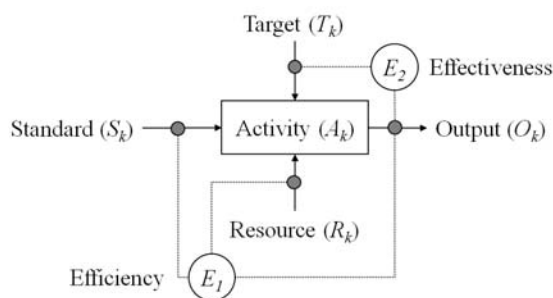 Target (T_k)
E_2 Effectiveness
Standard (S_k) Activity (A_k) Output (O_k)
Resource (R_k)
Efficiency E_1